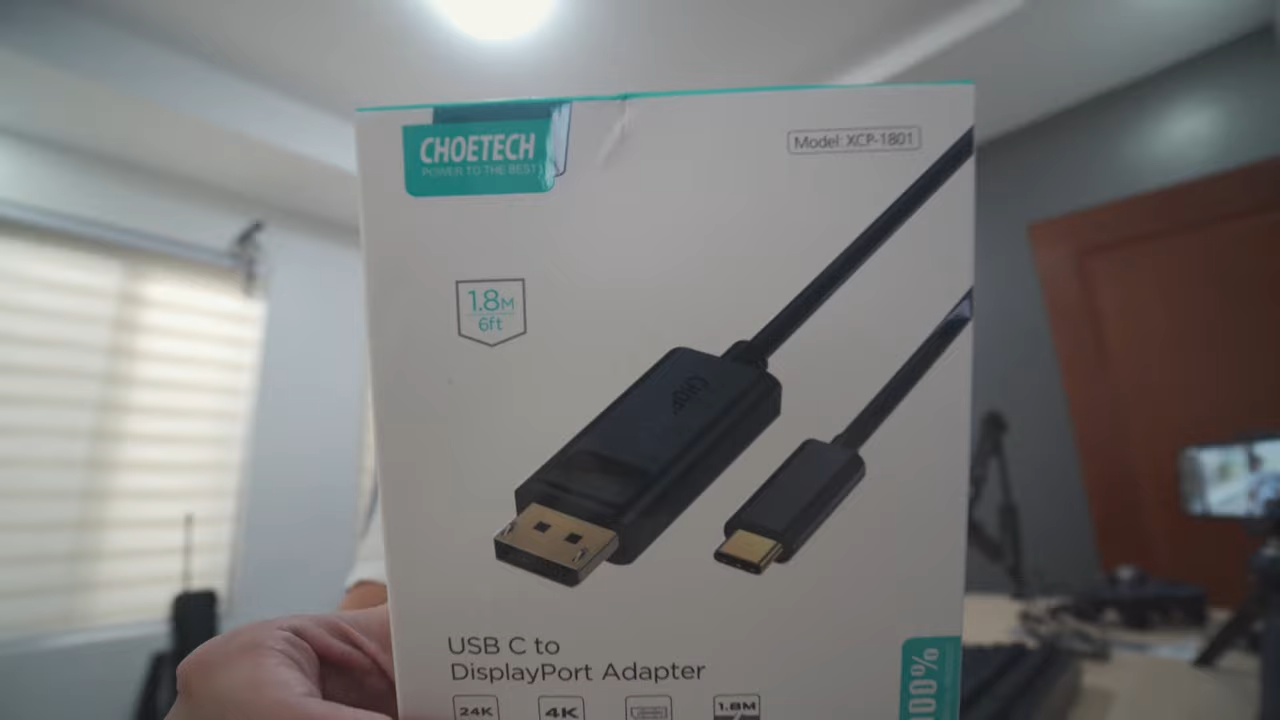 CHOETECH
POWER TO THE BEST
Model: XCP-1801
1.8M
6ft
USB C to
DisplayPort Adapter
24K
4K
1.8M
100%